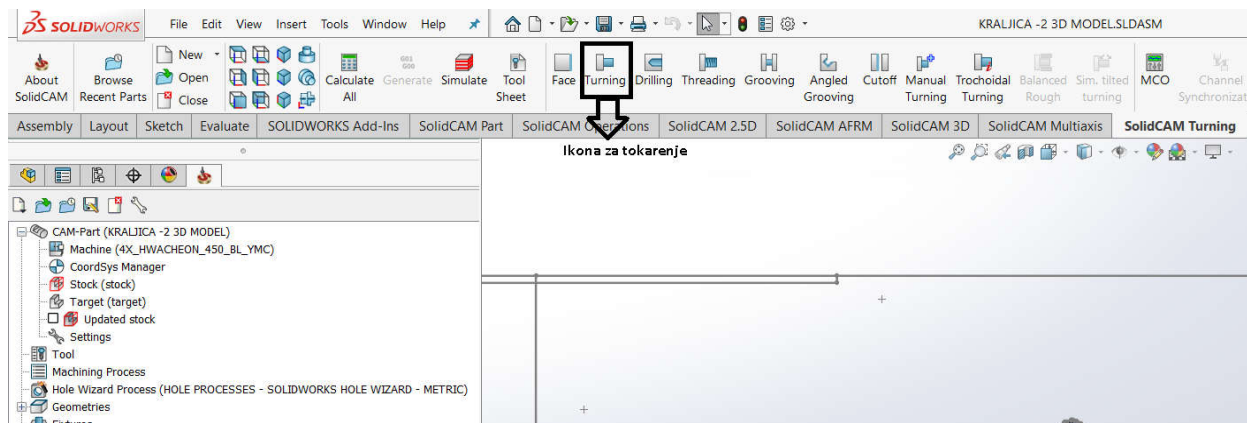 SOLIDWORKS File Edit View Insert Tools Window Help KRALJICA -2 3D MODEL.SLDASM
About SolidCAM
Browse Recent Parts
New
Open
Close
Calculate All
G01 G00
Generate
Simulate
Tool Sheet
Face
Turning
Drilling
Threading
Grooving
Angled Grooving
Cutoff
Manual Turning
Trochoidal Turning
Balanced Rough
Sim. tilted turning
MCO
Channel Synchronizat
Assembly Layout Sketch Evaluate SOLIDWORKS Add-Ins SolidCAM Part SolidCAM Operations SolidCAM 2.5D SolidCAM AFRM SolidCAM 3D SolidCAM Multiaxis SolidCAM Turning
Ikona za tokarenje
CAM-Part (KRALJICA -2 3D MODEL)
Machine (4X_HWACHEON_450_BL_YMC)
CoordSys Manager
Stock (stock)
Target (target)
Updated stock
Settings
Tool
Machining Process
Hole Wizard Process (HOLE PROCESSES - SOLIDWORKS HOLE WIZARD - METRIC)
Geometries
Fixtures